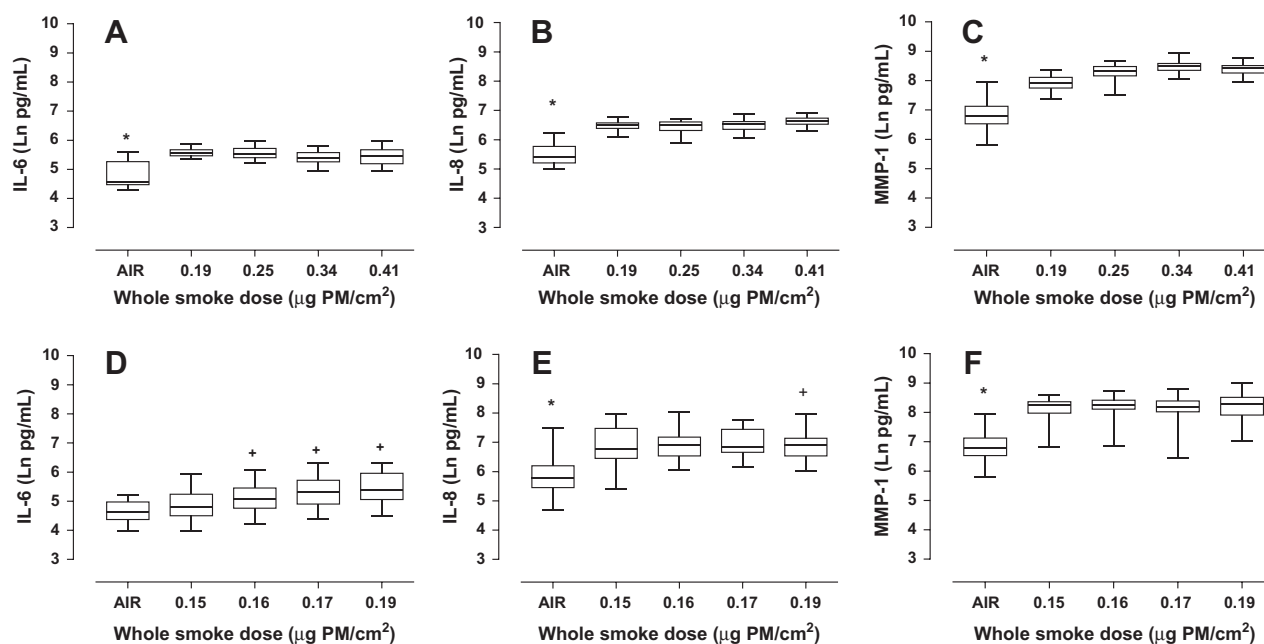 A
IL-6 (Ln pg/mL)
10
9
8
7
6
5
4
3
*
AIR 0.19 0.25 0.34 0.41
Whole smoke dose (μg PM/cm²)
B
IL-8 (Ln pg/mL)
10
9
8
7
6
5
4
3
*
AIR 0.19 0.25 0.34 0.41
Whole smoke dose (μg PM/cm²)
C
MMP-1 (Ln pg/mL)
10
9
8
7
6
5
4
3
*
AIR 0.19 0.25 0.34 0.41
Whole smoke dose (μg PM/cm²)
D
IL-6 (Ln pg/mL)
10
9
8
7
6
5
4
3
+ + +
AIR 0.15 0.16 0.17 0.19
Whole smoke dose (μg PM/cm²)
E
IL-8 (Ln pg/mL)
10
9
8
7
6
5
4
3
* +
AIR 0.15 0.16 0.17 0.19
Whole smoke dose (μg PM/cm²)
F
MMP-1 (Ln pg/mL)
10
9
8
7
6
5
4
3
*
AIR 0.15 0.16 0.17 0.19
Whole smoke dose (μg PM/cm²)